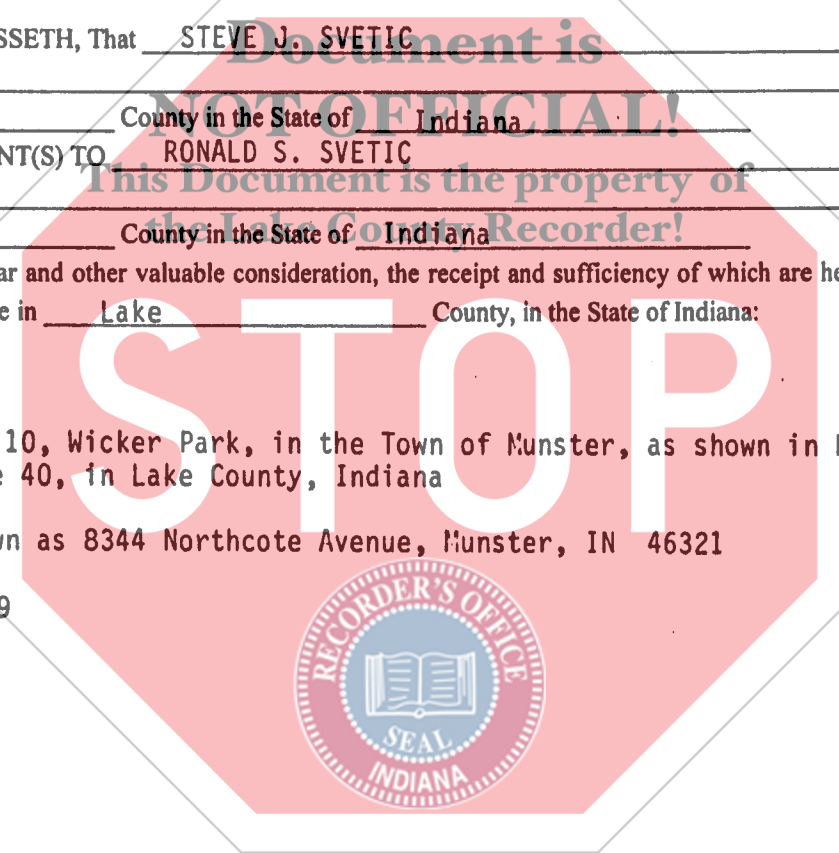 SSETH, That STEVE J. SVETIC
Document is
County in the State of Indiana
NOT OFFICIAL!
NT(S) TO RONALD S. SVETIC
This Document is the property of
County in the State of Indiana
the Lake County Recorder!
ar and other valuable consideration, the receipt and sufficiency of which are he
e in Lake County, in the State of Indiana:
STOP
10, Wicker Park, in the Town of Munster, as shown in
e 40, in Lake County, Indiana
wn as 8344 Northcote Avenue, Munster, IN 46321
9
RECORDER'S OFFICE
SEAL
INDIANA